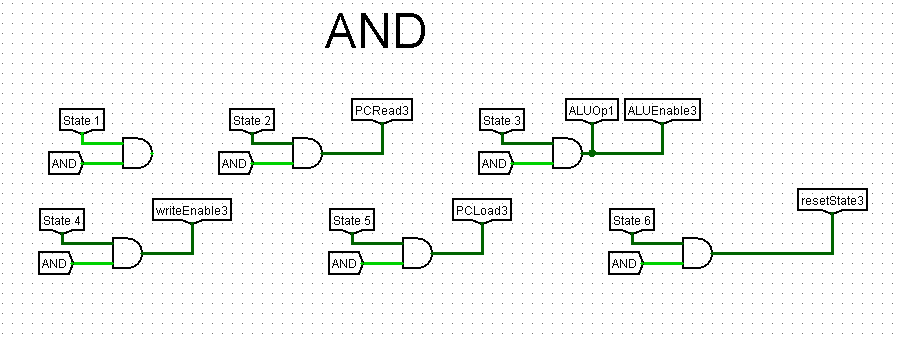 AND
State 1
AND
State 2
AND
PCRead3
State 3
AND
ALUOp1
ALUEnable3
State 4
AND
writeEnable3
State 5
AND
PCLoad3
State 6
AND
resetState3